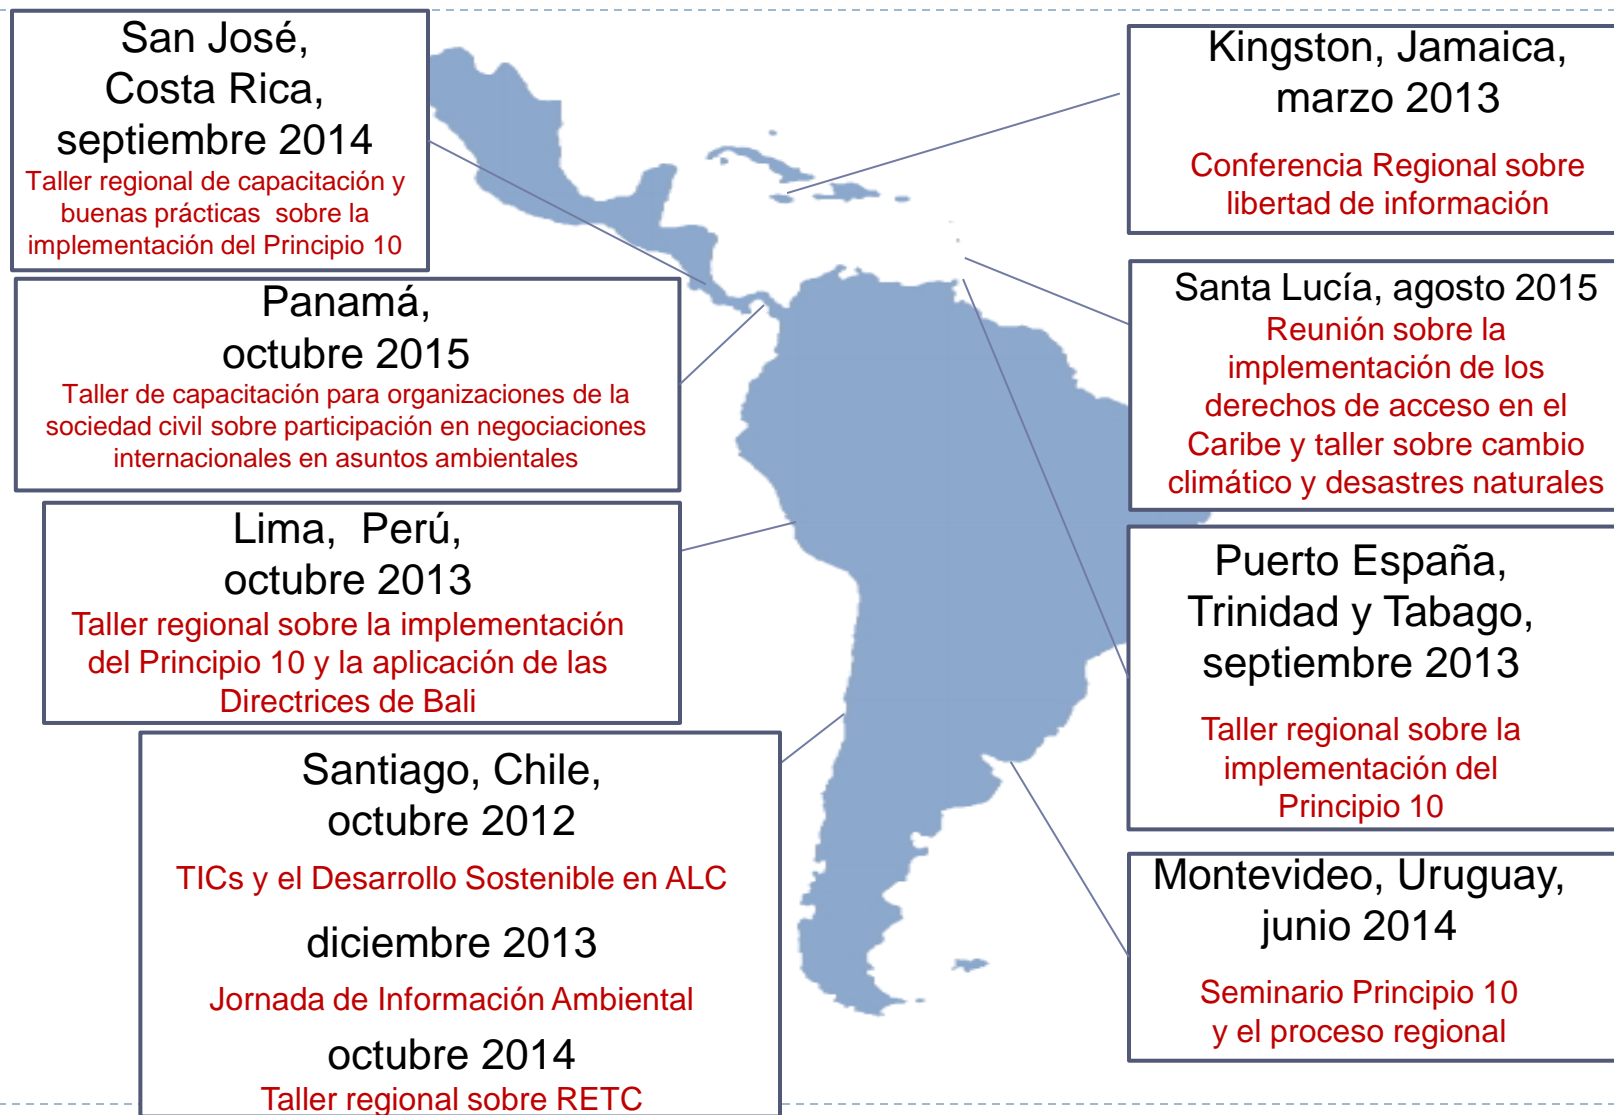 San José,
Costa Rica,
septiembre 2014
Taller regional de capacitación y
buenas prácticas sobre la
implementación del Principio 10
Panamá,
octubre 2015
Taller de capacitación para organizaciones de la
sociedad civil sobre participación en negociaciones
internacionales en asuntos ambientales
Lima, Perú,
octubre 2013
Taller regional sobre la implementación
del Principio 10 y la aplicación de las
Directrices de Bali
Santiago, Chile,
octubre 2012
TICs y el Desarrollo Sostenible en ALC
diciembre 2013
Jornada de Información Ambiental
octubre 2014
Taller regional sobre RETC
Kingston, Jamaica,
marzo 2013
Conferencia Regional sobre
libertad de información
Santa Lucía, agosto 2015
Reunión sobre la
implementación de los
derechos de acceso en el
Caribe y taller sobre cambio
climático y desastres naturales
Puerto España,
Trinidad y Tabago,
septiembre 2013
Taller regional sobre la
implementación del
Principio 10
Montevideo, Uruguay,
junio 2014
Seminario Principio 10
y el proceso regional